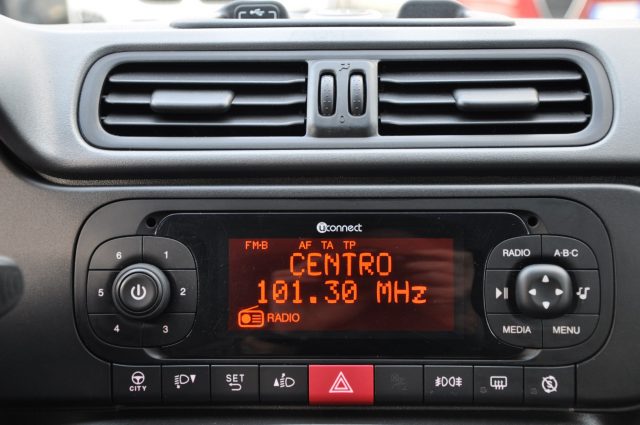 uconnect
FM-B AF TA TP
CENTRO
101.30 MHz
RADIO
6 1
5 2
4 3
RADIO A·B·C
MEDIA MENU
CITY
SET